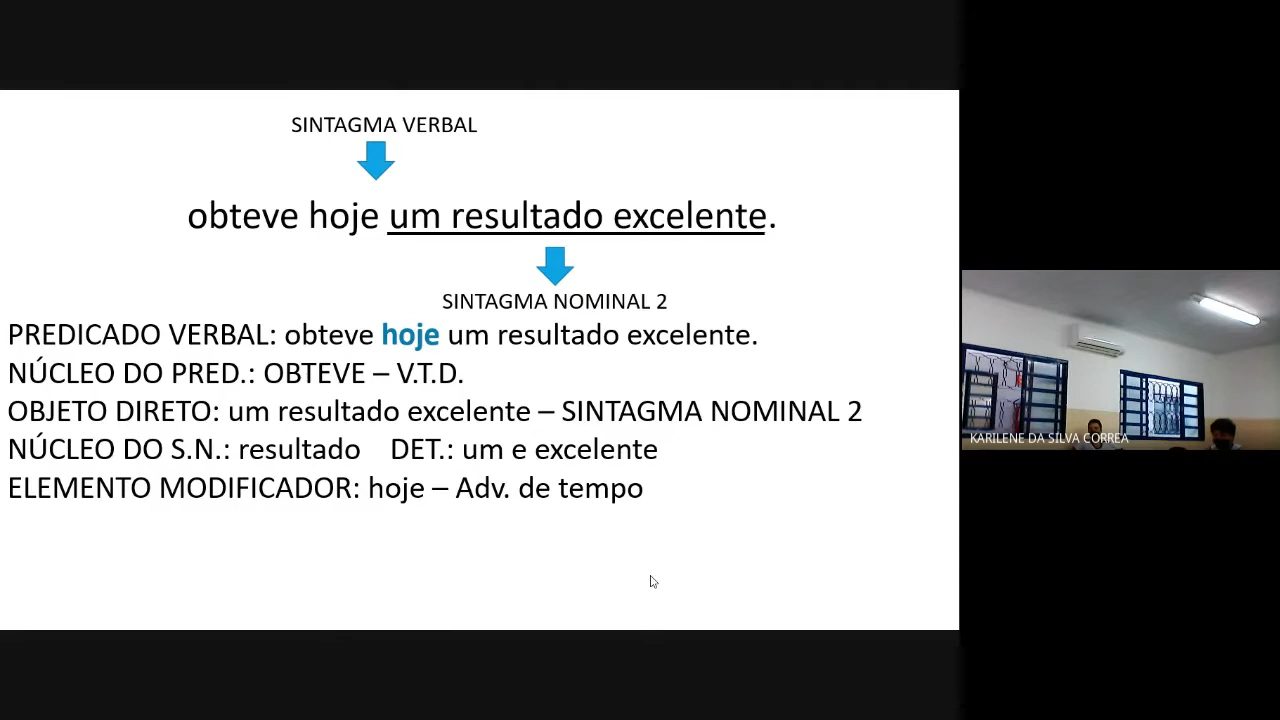 SINTAGMA VERBAL
obteve hoje um resultado excelente.
SINTAGMA NOMINAL 2
PREDICADO VERBAL: obteve hoje um resultado excelente.
NÚCLEO DO PRED.: OBTEVE – V.T.D.
OBJETO DIRETO: um resultado excelente – SINTAGMA NOMINAL 2
NÚCLEO DO S.N.: resultado DET.: um e excelente
ELEMENTO MODIFICADOR: hoje – Adv. de tempo
KARILENE DA SILVA CORREA